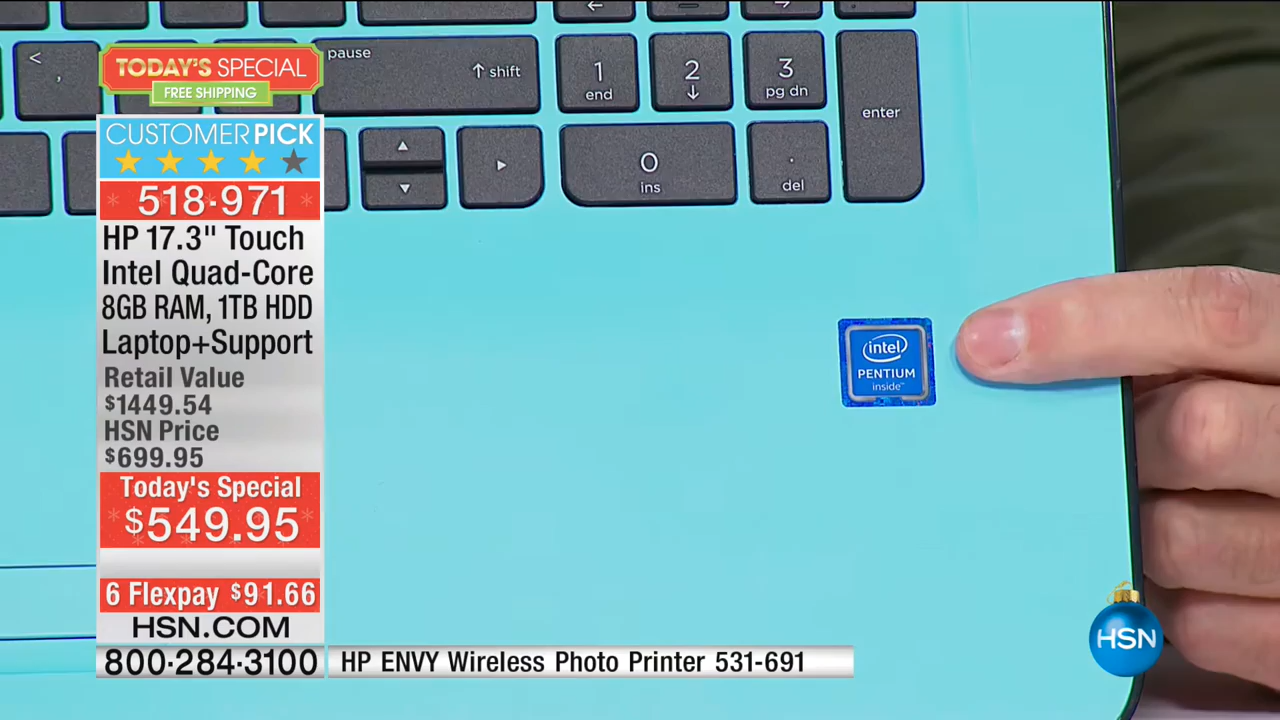 TODAY'S SPECIAL
FREE SHIPPING
CUSTOMER PICK
518·971
HP 17.3" Touch
Intel Quad-Core
8GB RAM, 1TB HDD
Laptop+Support
Retail Value
$1449.54
HSN Price
$699.95
Today's Special
$549.95
6 Flexpay $91.66
HSN.COM
800·284·3100
HP ENVY Wireless Photo Printer 531-691
<
,
pause
↑ shift
1
end
2
↓
3
pg dn
enter
0
ins
.
del
intel
PENTIUM
inside™
HSN